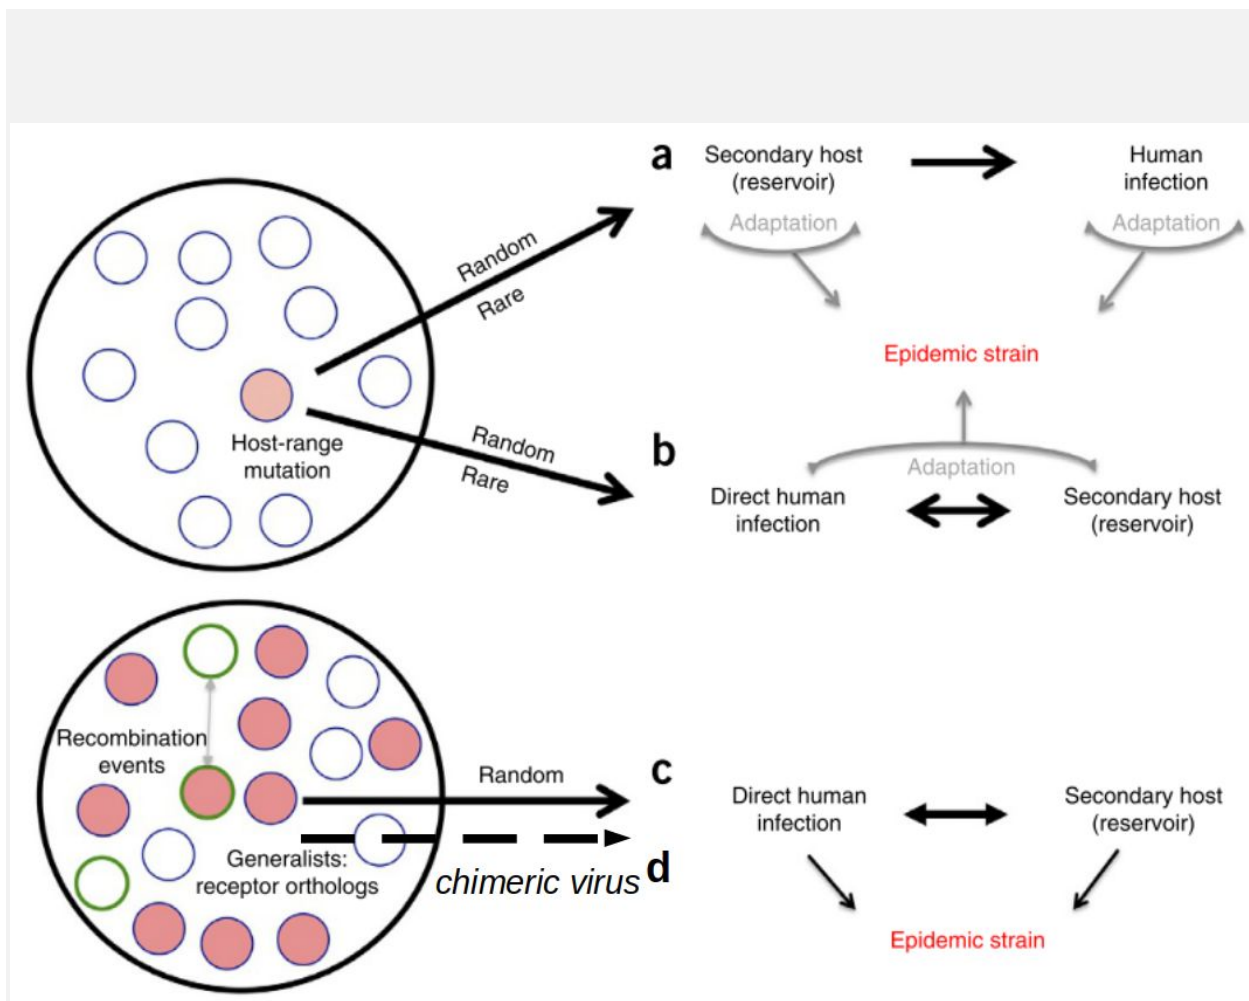 a
Secondary host
(reservoir)
Human
infection
Adaptation
Adaptation
Random
Rare
Epidemic strain
Host-range
mutation
Random
Rare
b
Adaptation
Direct human
infection
Secondary host
(reservoir)
Recombination
events
Random
c
Direct human
infection
Secondary host
(reservoir)
Generalists:
receptor orthologs
chimeric virus
d
Epidemic strain